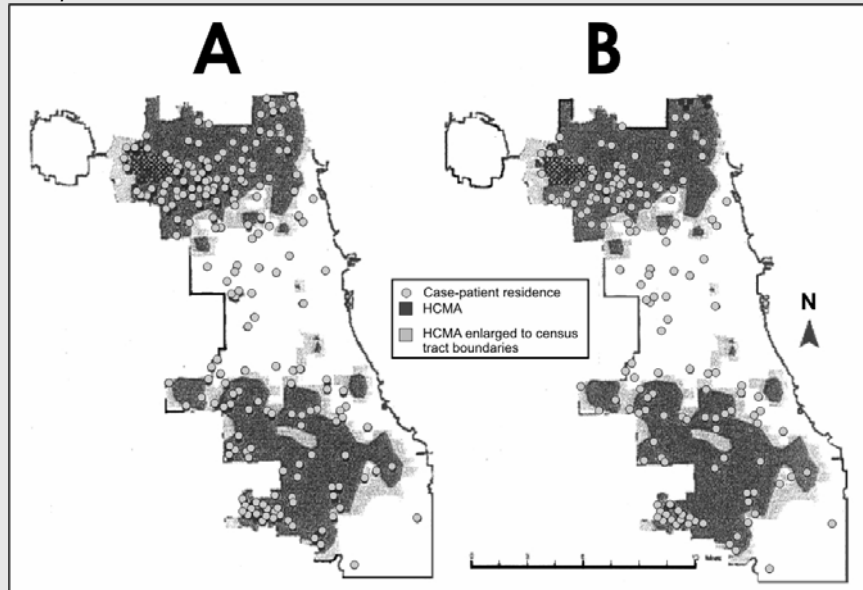 A
B
Case-patient residence
HCMA
HCMA enlarged to census
tract boundaries
N